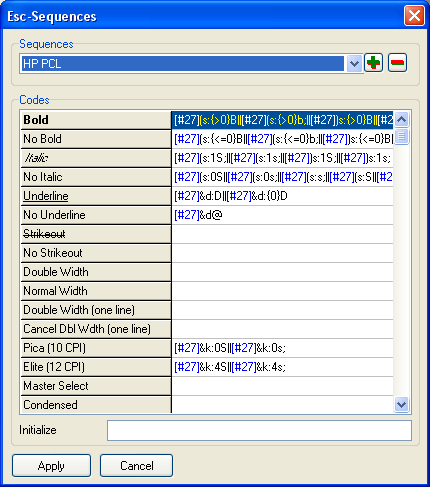 Esc-Sequences
Sequences
HP PCL
Codes
Bold [#27](s:{>0}B||[#27](s:{>0}b;||[#27])s:{>0}B||[#2
No Bold [#27](s:{<=0}B||[#27](s:{<=0}b;||[#27])s:{<=0}B|
Italic [#27](s:1S||[#27](s:1s;||[#27])s:1S;||[#27])s:1s;
No Italic [#27](s:0S||[#27](s:0s;||[#27](s:s;||[#27](s:S||[#2
Underline [#27]&d:D||[#27]&d:{0}D
No Underline [#27]&d@
Strikeout
No Strikeout
Double Width
Normal Width
Double Width (one line)
Cancel Dbl Wdth (one line)
Pica (10 CPI) [#27]&k:0S||[#27]&k:0s;
Elite (12 CPI) [#27]&k:4S||[#27]&k:4s;
Master Select
Condensed
Initialize
Apply Cancel